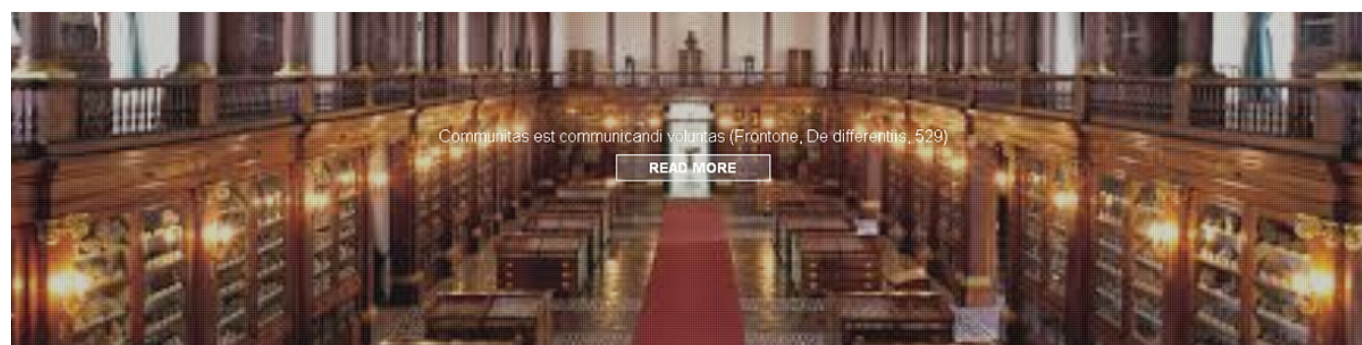 Communitas est communicandi voluntas (Frontone, De differentiis, 529)
READ MORE